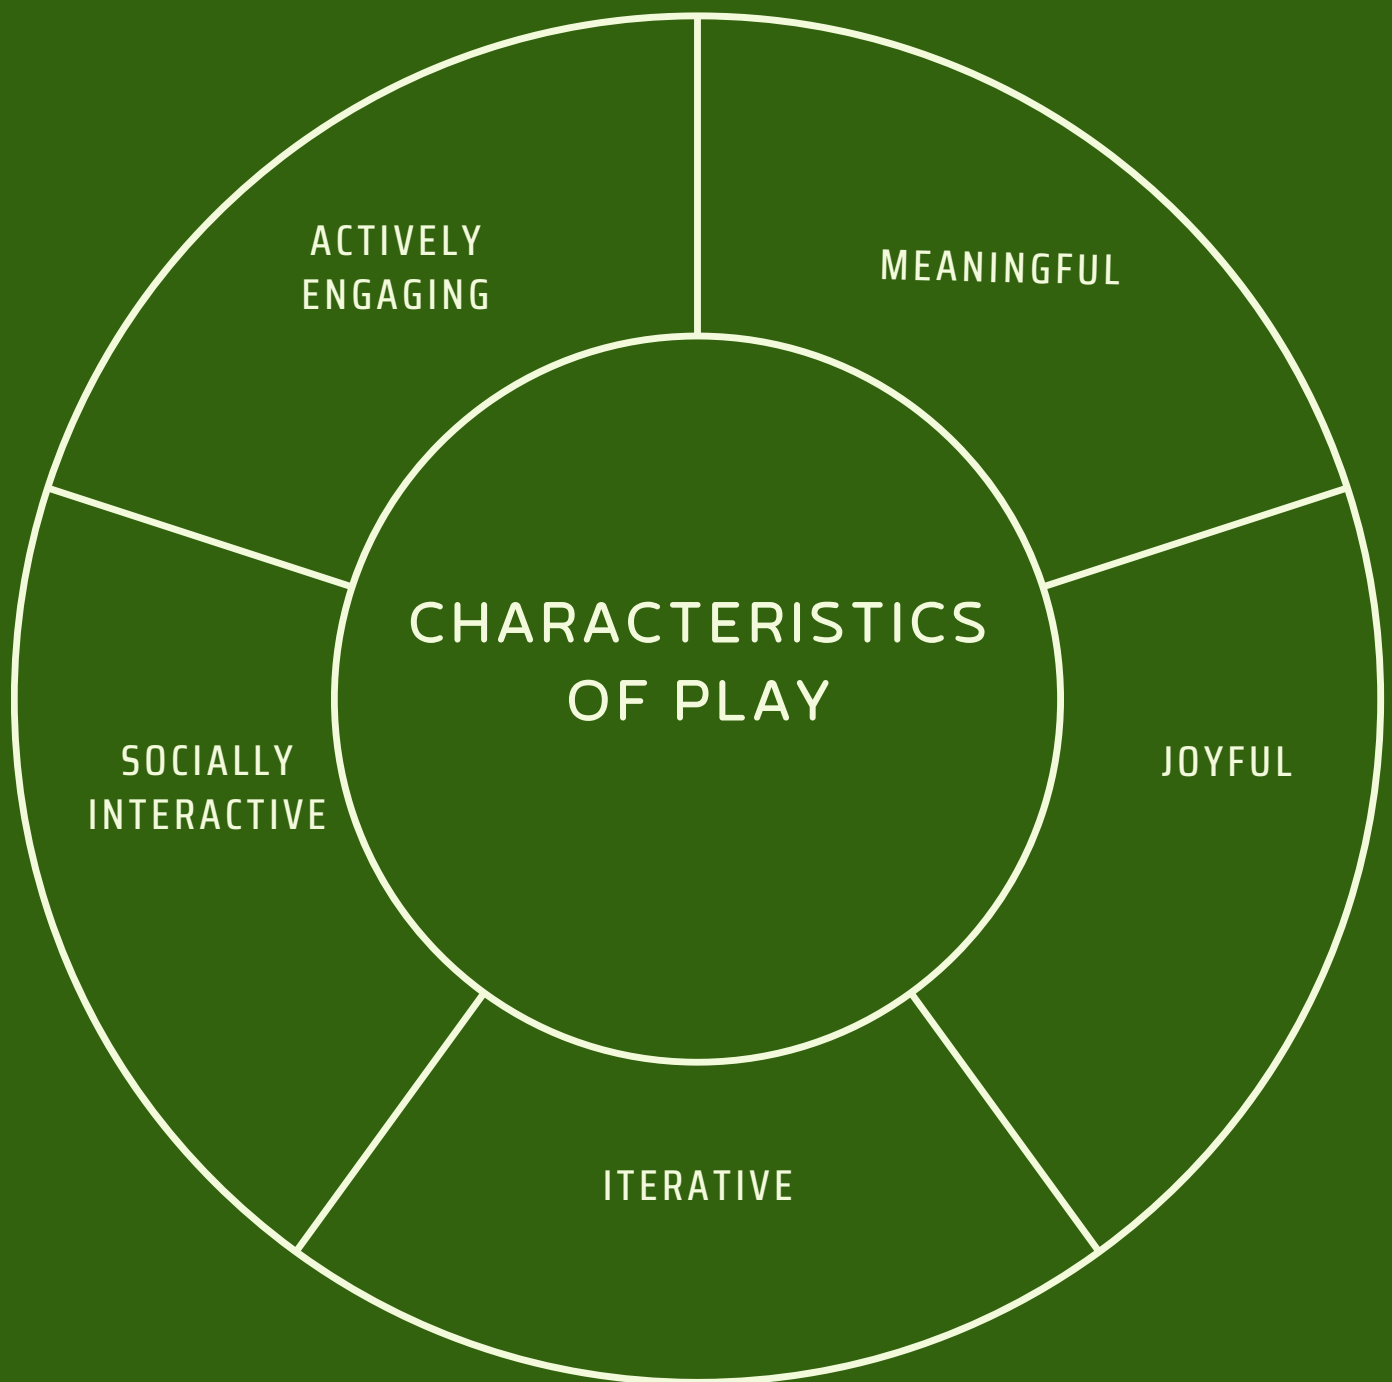 ACTIVELY
ENGAGING
MEANINGFUL
CHARACTERISTICS
OF PLAY
SOCIALLY
INTERACTIVE
JOYFUL
ITERATIVE